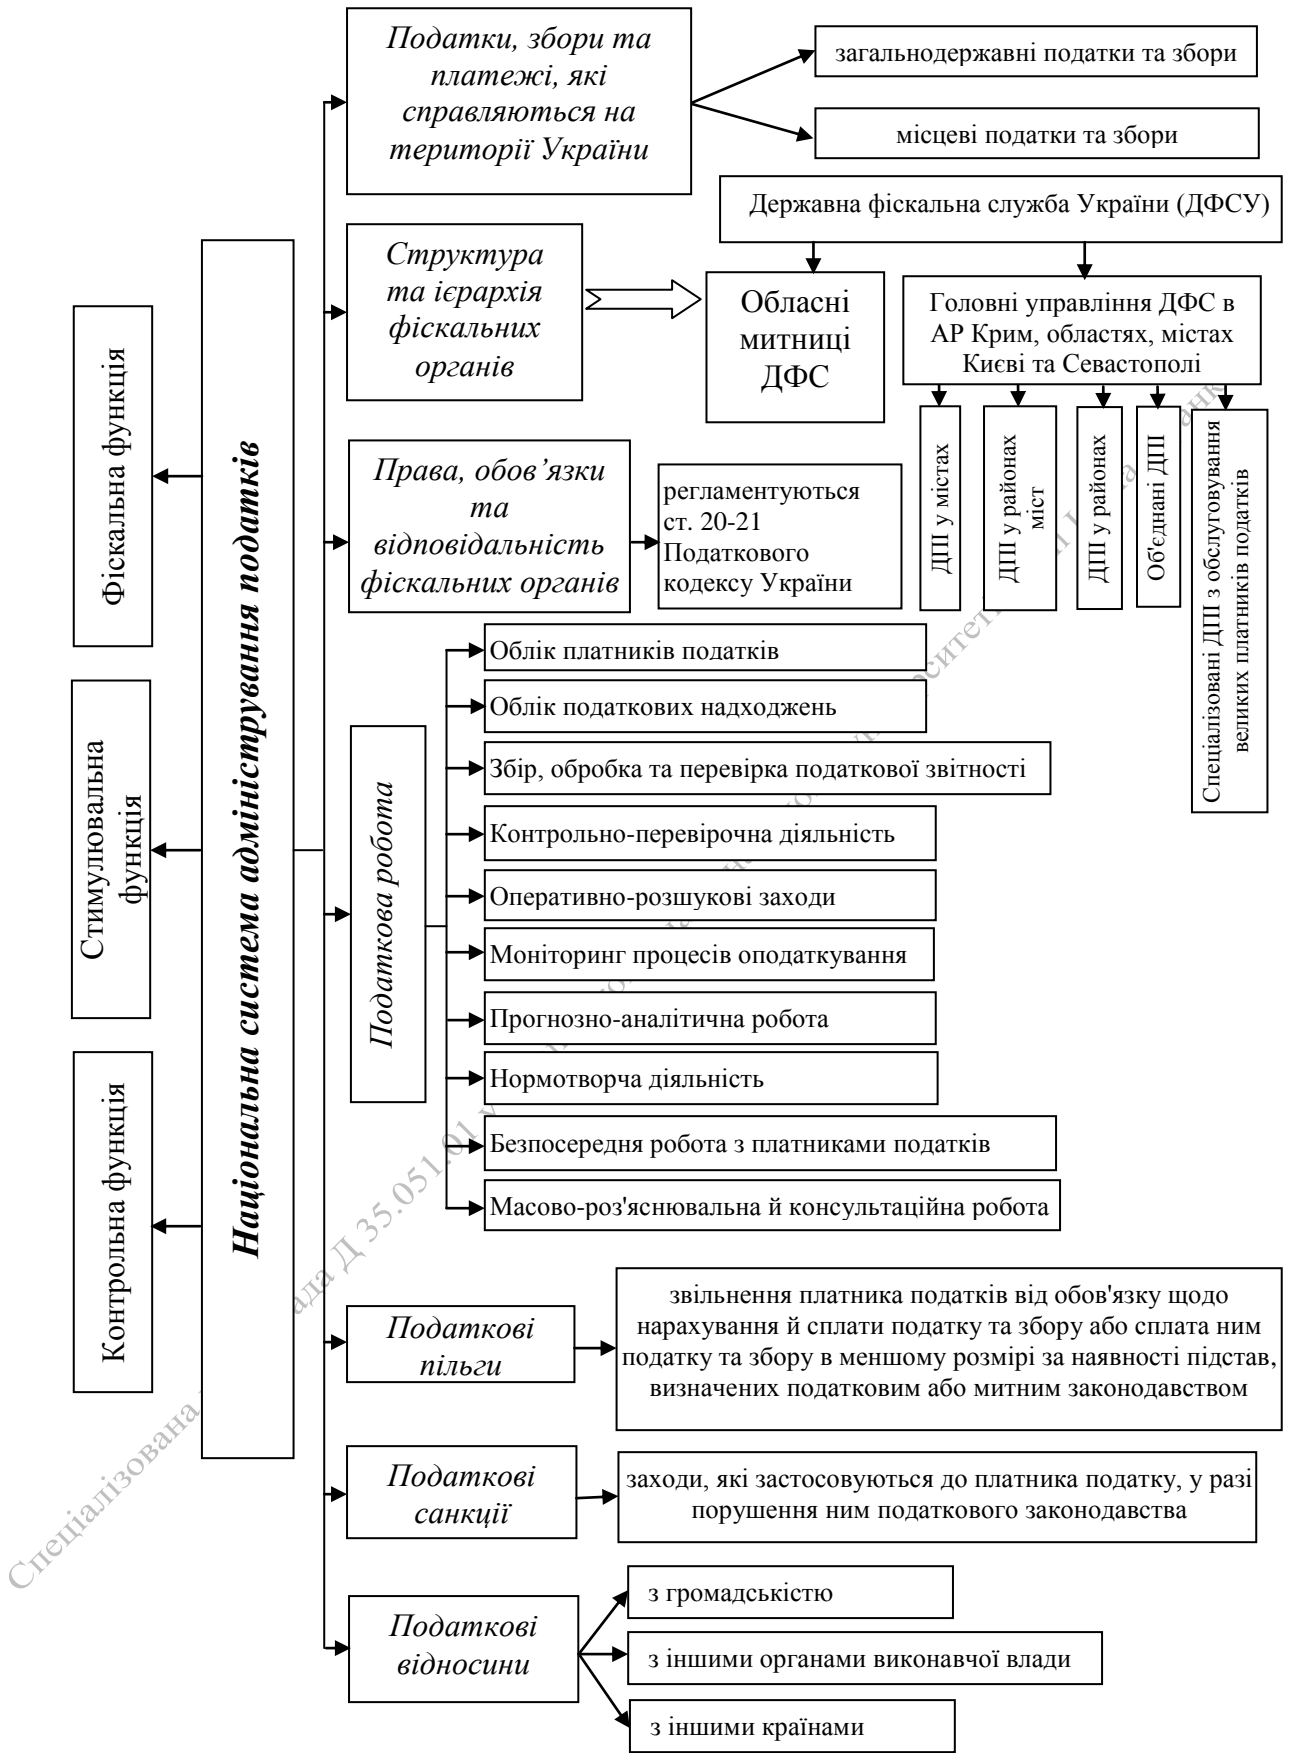 Податки, збори та
платежі, які
справляються на
території України
загальнодержавні податки та збори
місцеві податки та збори
Державна фіскальна служба України (ДФСУ)
Структура
та ієрархія
фіскальних
органів
Обласні
митниці
ДФС
Головні управління ДФС в
АР Крим, областях, містах
Києві та Севастополі
ДПІ у містах
ДПІ у районах
міст
ДПІ у районах
Об'єднані ДПІ
Спеціалізовані ДПІ з обслуговування
великих платників податків
Фіскальна функція
Стимулювальна
функція
Контрольна функція
Національна система адміністрування податків
Права, обов’язки
та
відповідальність
фіскальних органів
регламентуються
ст. 20-21
Податкового
кодексу України
Податкова робота
Облік платників податків
Облік податкових надходжень
Збір, обробка та перевірка податкової звітності
Контрольно-перевірочна діяльність
Оперативно-розшукові заходи
Моніторинг процесів оподаткування
Прогнозно-аналітична робота
Нормотворча діяльність
Безпосередня робота з платниками податків
Масово-роз'яснювальна й консультаційна робота
Податкові
пільги
звільнення платника податків від обов'язку щодо
нарахування й сплати податку та збору або сплата ним
податку та збору в меншому розмірі за наявності підстав,
визначених податковим або митним законодавством
Податкові
санкції
заходи, які застосовуються до платника податку, у разі
порушення ним податкового законодавства
Податкові
відносини
з громадськістю
з іншими органами виконавчої влади
з іншими країнами
Спеціалізована Д 35.051.01